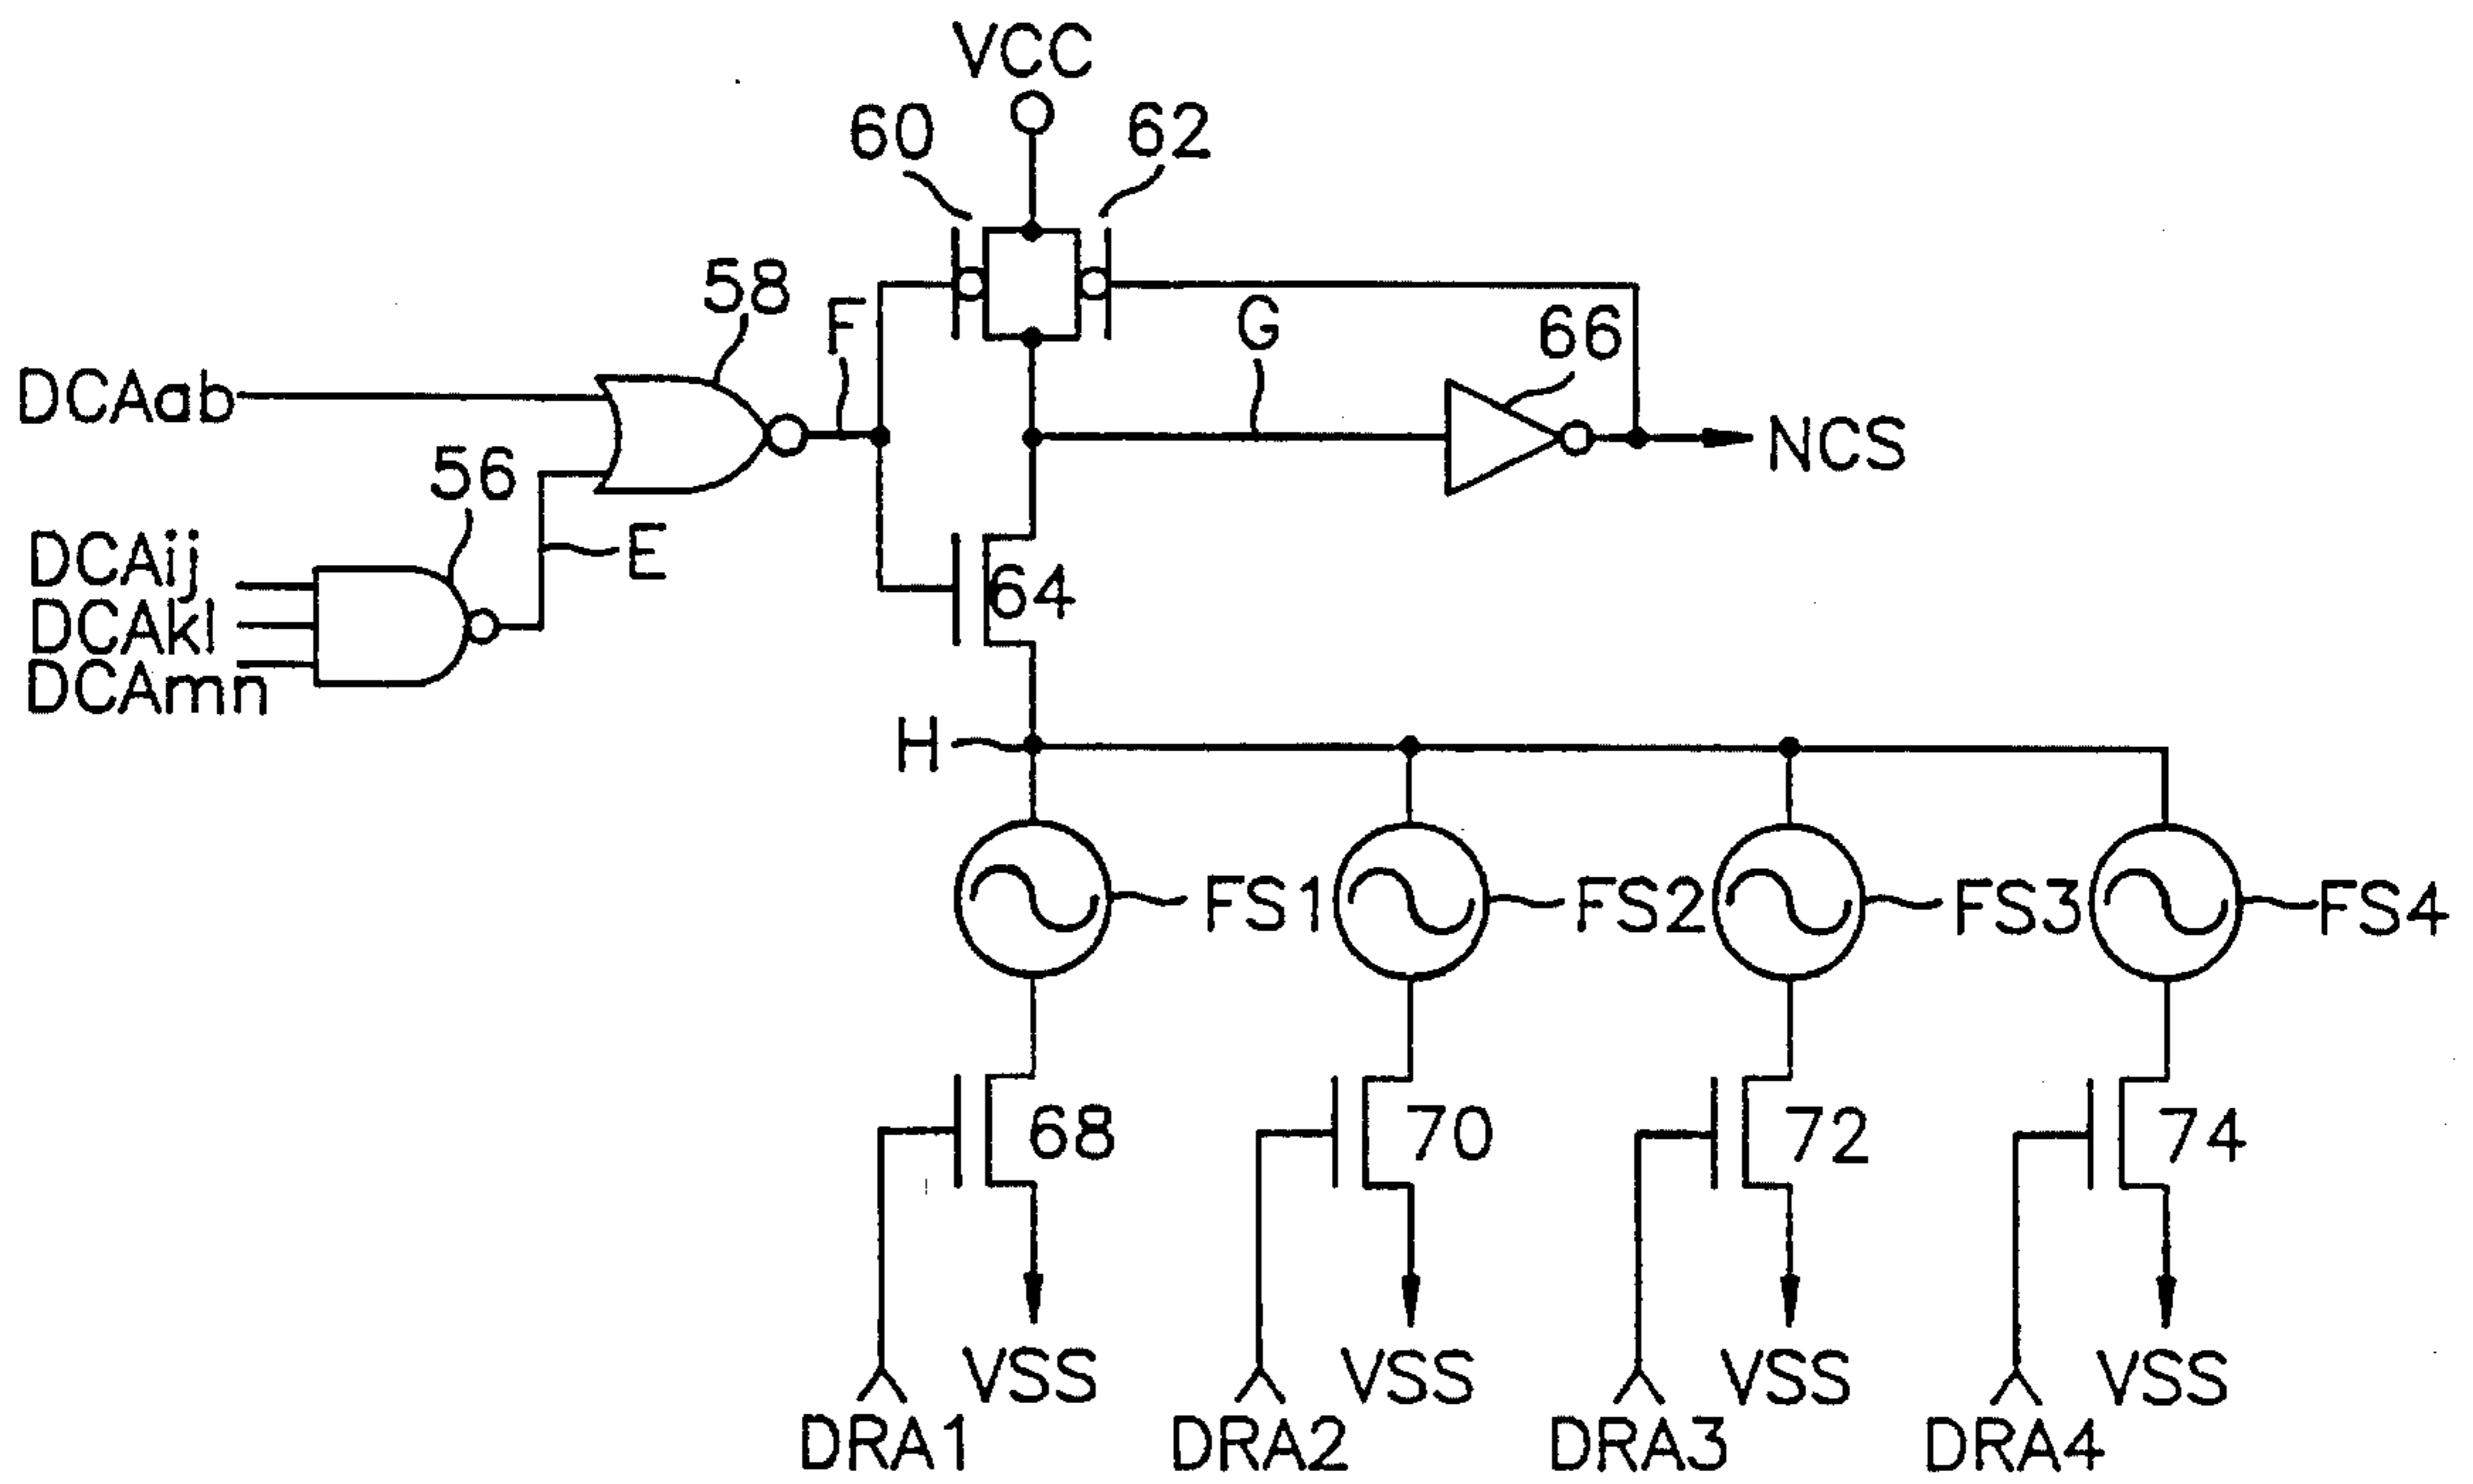 VCC
60
62
58
F
G
66
DCAab
NCS
56
DCAij
E
DCAkl
64
DCAmn
H
FS1
FS2
FS3
FS4
68
70
72
74
VSS
VSS
VSS
VSS
DRA1
DRA2
DRA3
DRA4